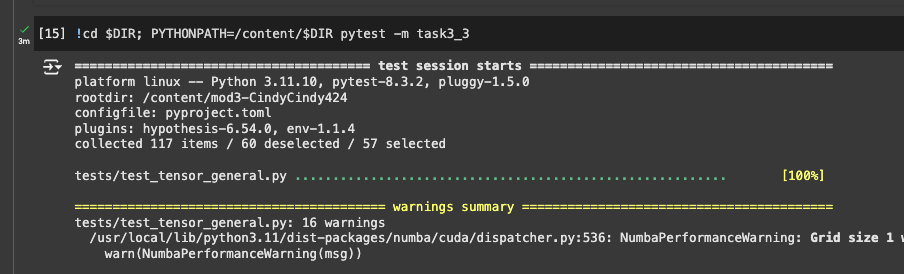 [15] !cd $DIR; PYTHONPATH=/content/$DIR pytest -m task3_3
3m
======================================= test session starts ========================================
platform linux -- Python 3.11.10, pytest-8.3.2, pluggy-1.5.0
rootdir: /content/mod3-CindyCindy424
configfile: pyproject.toml
plugins: hypothesis-6.54.0, env-1.1.4
collected 117 items / 60 deselected / 57 selected
tests/test_tensor_general.py ......................................................... [100%]
========================================= warnings summary =========================================
tests/test_tensor_general.py: 16 warnings
/usr/local/lib/python3.11/dist-packages/numba/cuda/dispatcher.py:536: NumbaPerformanceWarning: Grid size 1
warn(NumbaPerformanceWarning(msg))